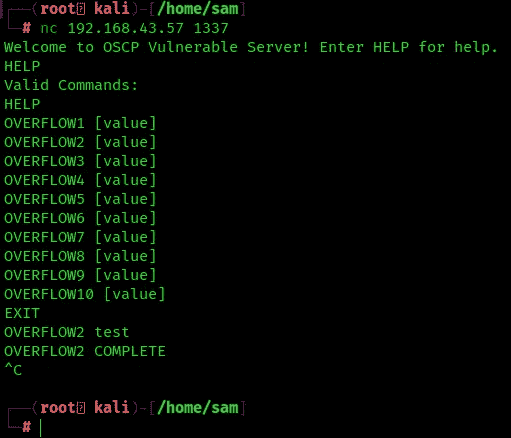 (root kali)-[/home/sam]
# nc 192.168.43.57 1337
Welcome to OSCP Vulnerable Server! Enter HELP for help.
HELP
Valid Commands:
HELP
OVERFLOW1 [value]
OVERFLOW2 [value]
OVERFLOW3 [value]
OVERFLOW4 [value]
OVERFLOW5 [value]
OVERFLOW6 [value]
OVERFLOW7 [value]
OVERFLOW8 [value]
OVERFLOW9 [value]
OVERFLOW10 [value]
EXIT
OVERFLOW2 test
OVERFLOW2 COMPLETE
^C
(root kali)-[/home/sam]
#